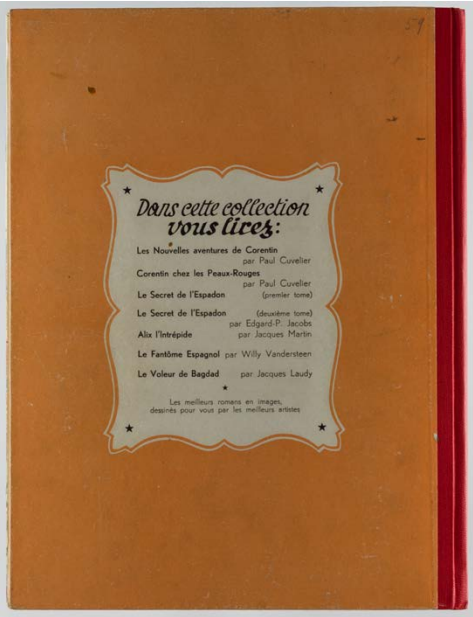 59
Dans cette collection
vous lirez:
Les Nouvelles aventures de Corentin
par Paul Cuvelier
Corentin chez les Peaux-Rouges
par Paul Cuvelier
Le Secret de l'Espadon (premier tome)
Le Secret de l'Espadon (deuxième tome)
par Edgard-P. Jacobs
Alix l'Intrépide par Jacques Martin
Le Fantôme Espagnol par Willy Vandersteen
Le Voleur de Bagdad par Jacques Laudy
Les meilleurs romans en images,
dessinés pour vous par les meilleurs artistes